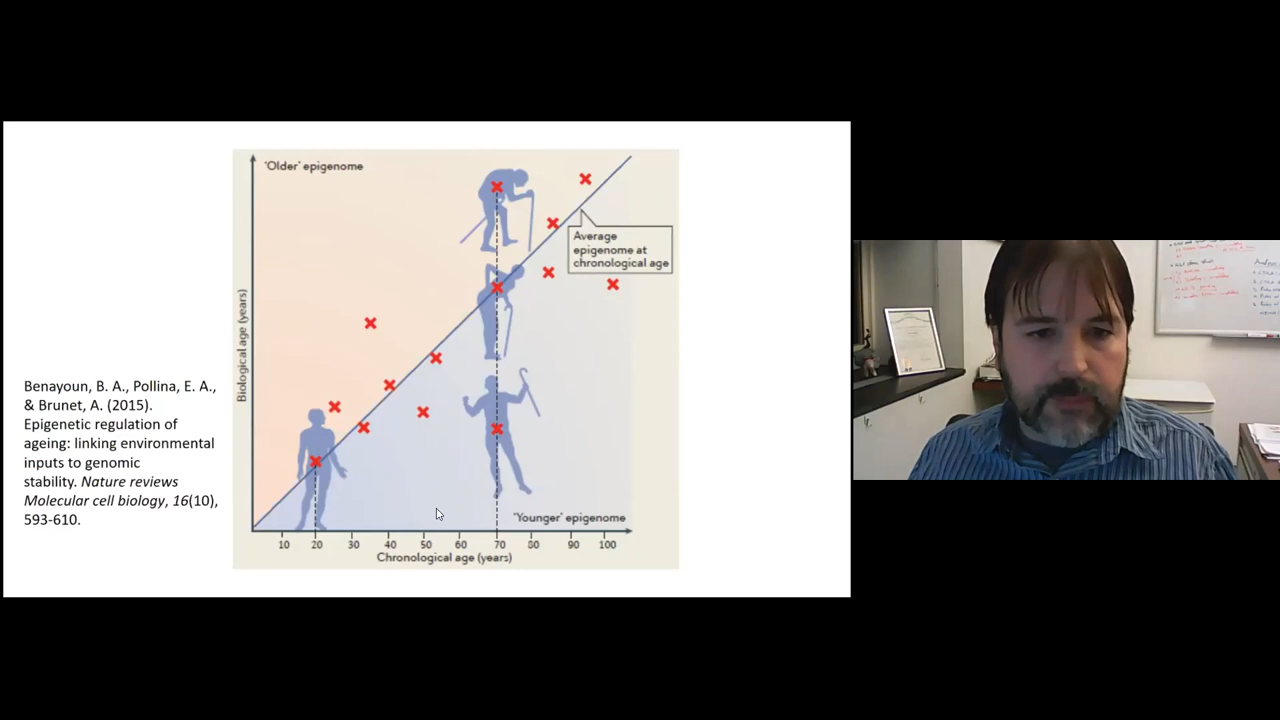 'Older' epigenome
Average
epigenome at
chronological age
Biological age (years)
Benayoun, B. A., Pollina, E. A.,
& Brunet, A. (2015).
Epigenetic regulation of
ageing: linking environmental
inputs to genomic
stability. Nature reviews
Molecular cell biology, 16(10),
593-610.
'Younger' epigenome
10 20 30 40 50 60 70 80 90 100
Chronological age (years)